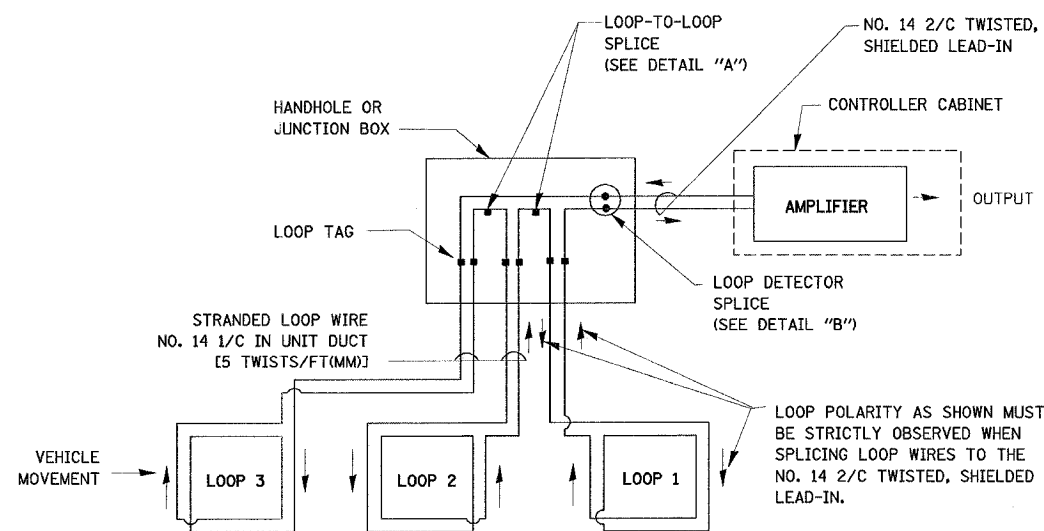 LOOP-TO-LOOP
SPLICE
(SEE DETAIL "A")
NO. 14 2/C TWISTED,
SHIELDED LEAD-IN
HANDHOLE OR
JUNCTION BOX
CONTROLLER CABINET
AMPLIFIER
OUTPUT
LOOP TAG
LOOP DETECTOR
SPLICE
(SEE DETAIL "B")
STRANDED LOOP WIRE
NO. 14 1/C IN UNIT DUCT
[5 TWISTS/FT(MM)]
LOOP POLARITY AS SHOWN MUST
BE STRICTLY OBSERVED WHEN
SPLICING LOOP WIRES TO THE
NO. 14 2/C TWISTED, SHIELDED
LEAD-IN.
VEHICLE
MOVEMENT
LOOP 3
LOOP 2
LOOP 1